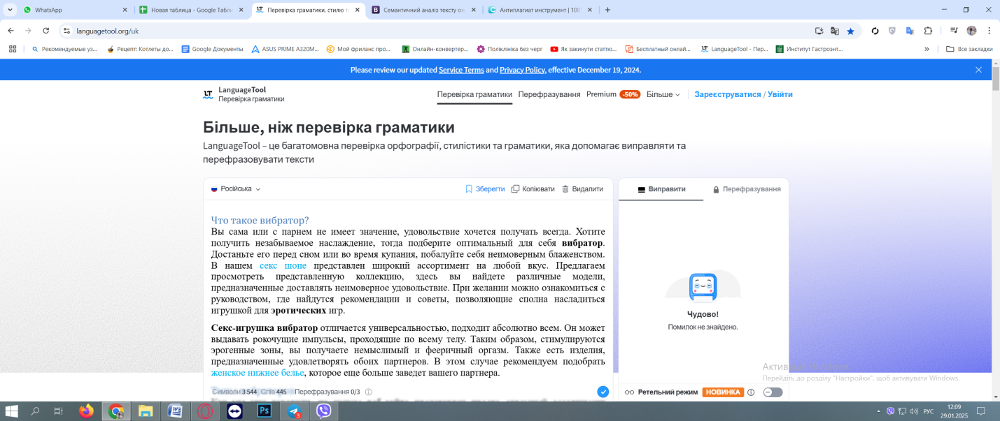 WhatsApp
Новая таблица - Google Табли
Перевірка граматики, стилю т
Семантичний аналіз тексту он
Антиплагиат инструмент | 100
languagetool.org/uk
Рекомендуемые уз...
Рецепт: Котлеты до...
Google Документы
ASUS PRIME A320M...
Мой фриланс про...
Онлайн-конвертер...
Поліклініка без черг
Як закинути статтю...
Бесплатный онлай...
LanguageTool - Пер...
Институт Гастроэнт...
»
Все закладки
Please review our updated Service Terms and Privacy Policy, effective December 19, 2024.
LanguageTool
Перевірка граматики
Перевірка граматики Перефразування Premium -50% Більше Зареєструватися / Увійти
Більше, ніж перевірка граматики
LanguageTool – це багатомовна перевірка орфографії, стилістики та граматики, яка допомагає виправляти та
перефразовувати тексти
Російська
Зберегти Копіювати Видалити
Виправити Перефразування
Что такое вибратор?
Вы сама или с парнем не имеет значение, удовольствие хочется получать всегда. Хотите
получить незабываемое наслаждение, тогда подберите оптимальный для себя вибратор.
Достаньте его перед сном или во время купания, побалуйте себя неимоверным блаженством.
В нашем секс шопе представлен широкий ассортимент на любой вкус. Предлагаем
просмотреть представленную коллекцию, здесь вы найдете различные модели,
предназначенные доставлять неимоверное удовольствие. При желании можно ознакомиться с
руководством, где найдутся рекомендации и советы, позволяющие сполна насладиться
игрушкой для эротических игр.
Секс-игрушка вибратор отличается универсальностью, подходит абсолютно всем. Он может
выдавать рокочущие импульсы, проходящие по всему телу. Таким образом, стимулируются
эрогенные зоны, вы получаете немыслимый и фееричный оргазм. Также есть изделия,
предназначенные удовлетворять обоих партнеров. В этом случае рекомендуем подобрать
женское нижнее белье, которое еще больше заведет вашего партнера.
Символи 3 544 Слів 445 Перефразування 0/3
Чудово!
Помилок не знайдено.
Перейдіть до розділу "Настройки", щоб активувати Windows.
Ретельний режим НОВИНКА
РУС
12:09
29.01.2025